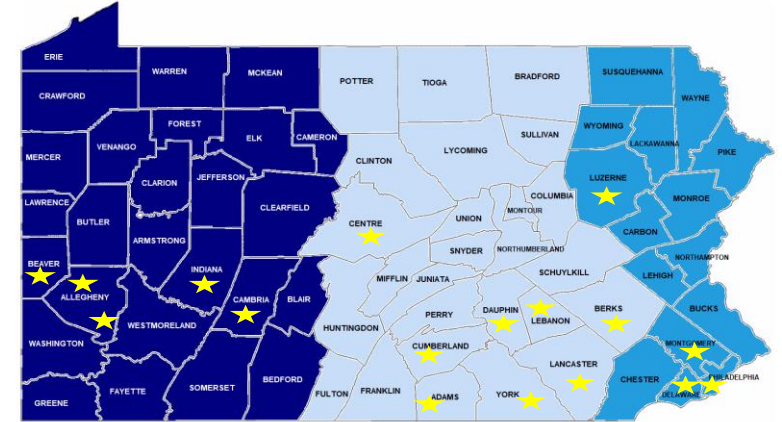 ERIE
WARREN
MCKEAN
POTTER
TIOGA
BRADFORD
SUSQUEHANNA
WAYNE
CRAWFORD
FOREST
ELK
CAMERON
VENANGO
MERCER
CLARION
JEFFERSON
CLINTON
LYCOMING
SULLIVAN
WYOMING
LACKAWANNA
PIKE
LUZERNE
LAWRENCE
BUTLER
CLEARFIELD
CENTRE
UNION
MONTOUR
COLUMBIA
MONROE
CARBON
ARMSTRONG
SNYDER
NORTHUMBERLAND
NORTHAMPTON
BEAVER
INDIANA
MIFFLIN
JUNIATA
SCHUYLKILL
LEHIGH
ALLEGHENY
CAMBRIA
BLAIR
PERRY
DAUPHIN
LEBANON
BERKS
BUCKS
WESTMORELAND
HUNTINGDON
CUMBERLAND
WASHINGTON
MONTGOMERY
LANCASTER
BEDFORD
CHESTER
PHILADELPHIA
GREENE
FAYETTE
SOMERSET
FULTON
FRANKLIN
ADAMS
YORK
DELAWARE